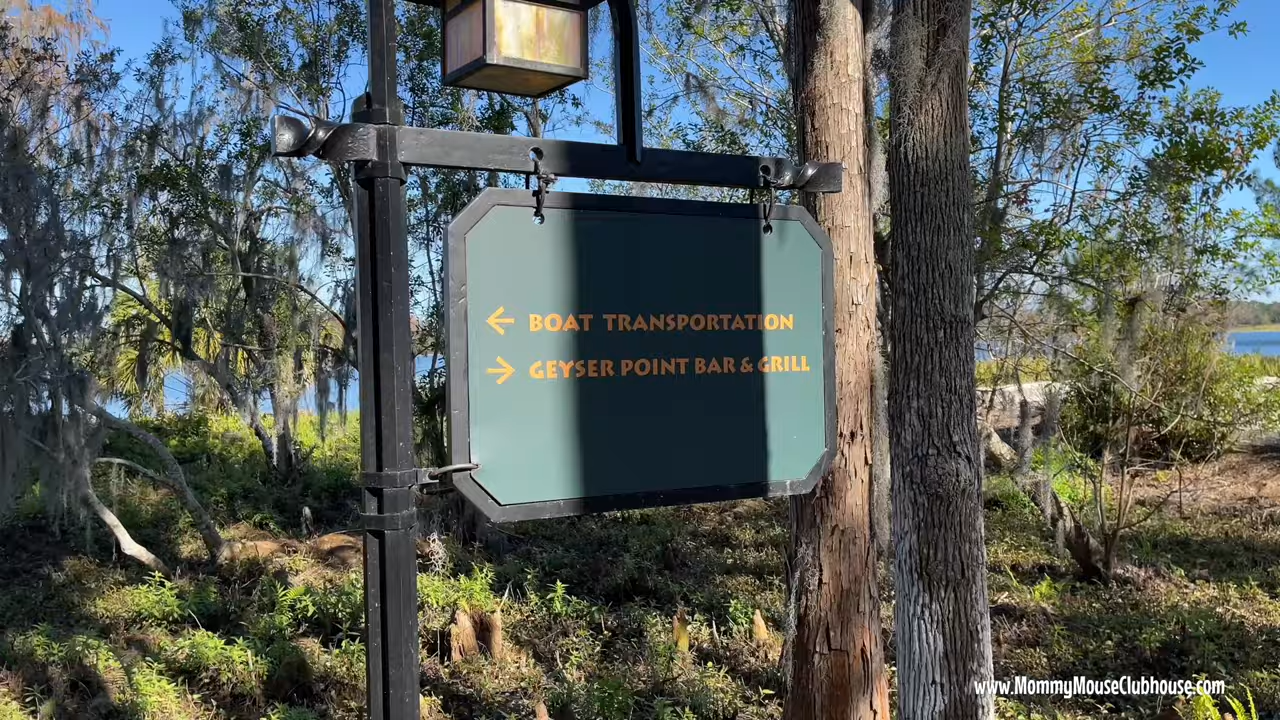 ← BOAT TRANSPORTATION
→ GEYSER POINT BAR & GRILL
www.MommyMouseClubhouse.com